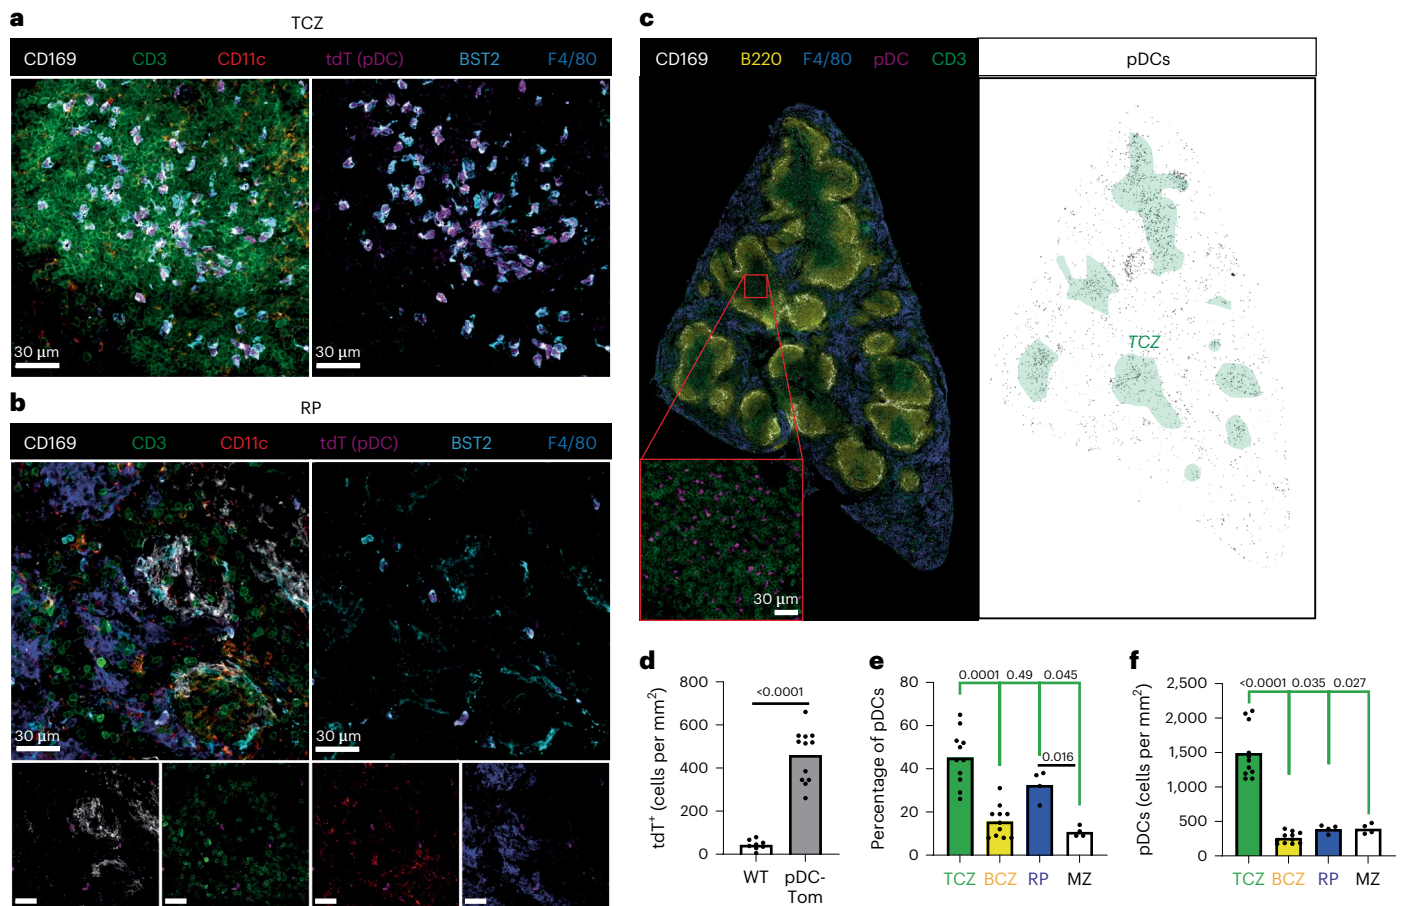 a
TCZ
CD169 CD3 CD11c tdT (pDC) BST2 F4/80
30 µm 30 µm
b
RP
CD169 CD3 CD11c tdT (pDC) BST2 F4/80
30 µm 30 µm
c
CD169 B220 F4/80 pDC CD3 pDCs
TCZ
30 µm
d
tdT+ (cells per mm2)
800
600
400
200
0
<0.0001
WT pDC-
Tom
e
Percentage of pDCs
80
60
40
20
0
0.0001 0.49 0.045
0.016
TCZ BCZ RP MZ
f
pDCs (cells per mm2)
2,500
2,000
1,500
1,000
500
0
<0.0001 0.035 0.027
TCZ BCZ RP MZ